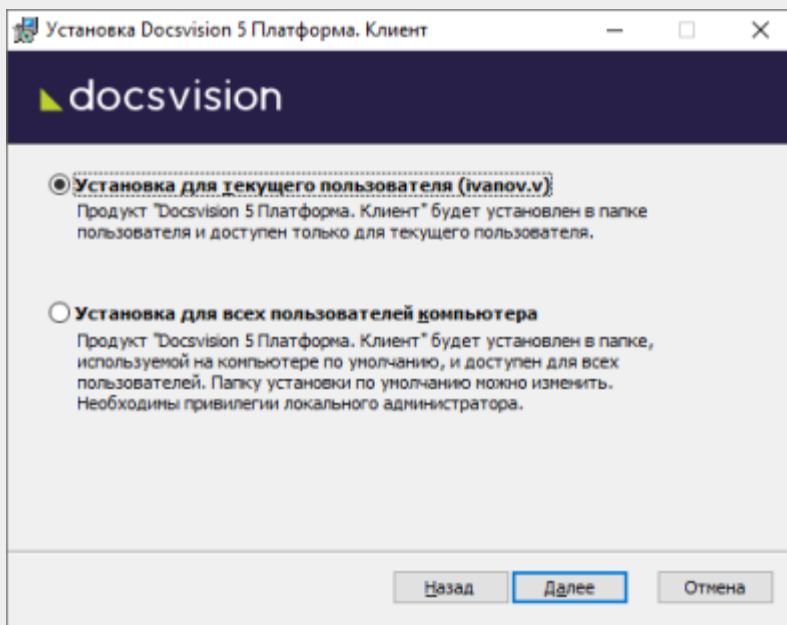 Установка Docsvision 5 Платформа. Клиент
docsvision
Установка для текущего пользователя (ivanov.v)
Продукт "Docsvision 5 Платформа. Клиент" будет установлен в папке
пользователя и доступен только для текущего пользователя.
Установка для всех пользователей компьютера
Продукт "Docsvision 5 Платформа. Клиент" будет установлен в папке,
используемой на компьютере по умолчанию, и доступен для всех
пользователей. Папку установки по умолчанию можно изменить.
Необходимы привилегии локального администратора.
Назад Далее Отмена